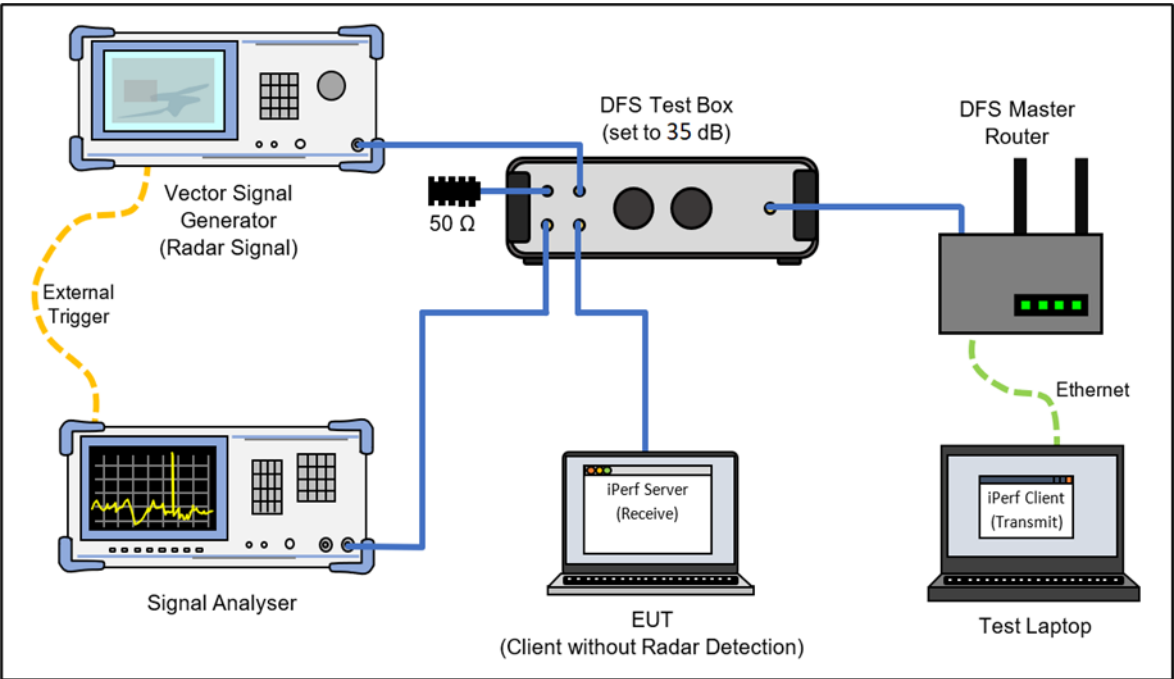 DFS Test Box
(set to 35 dB)
DFS Master
Router
Vector Signal
Generator
(Radar Signal)
50 Ω
External
Trigger
Ethernet
iPerf Server
(Receive)
iPerf Client
(Transmit)
Signal Analyser
EUT
(Client without Radar Detection)
Test Laptop